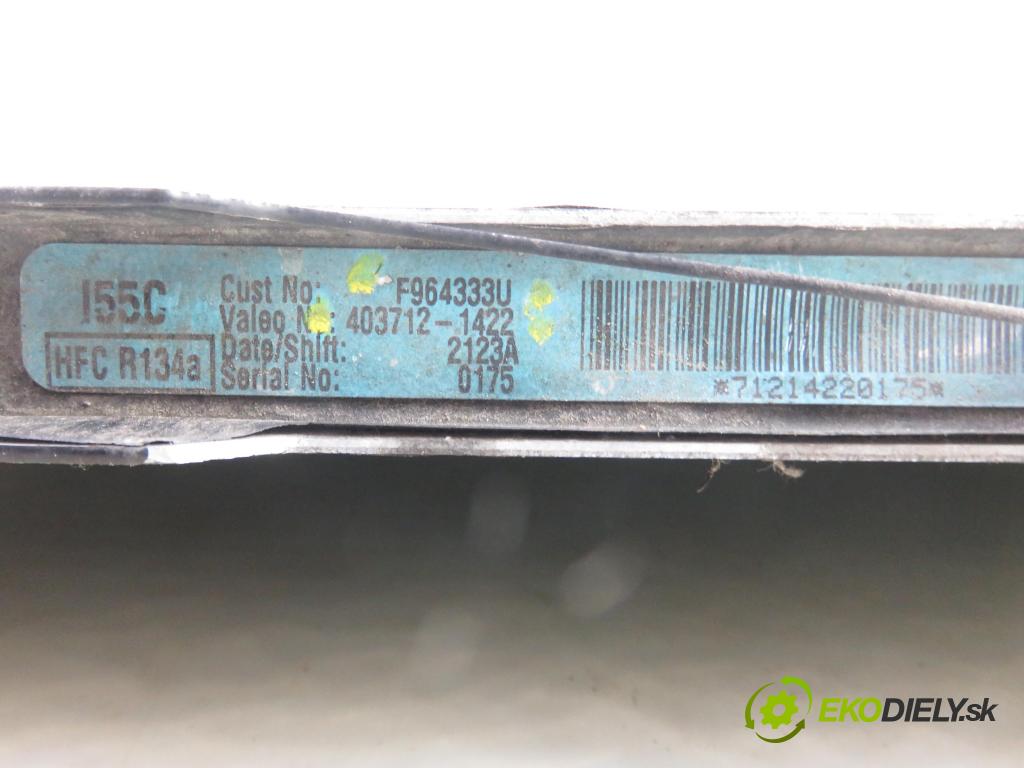 I55C
HFC R134a
Cust No: F964333U
Valeo No: 403712-1422
Date/Shift: 2123A
Serial No: 0175
*71214220175*
EKODIELY.sk